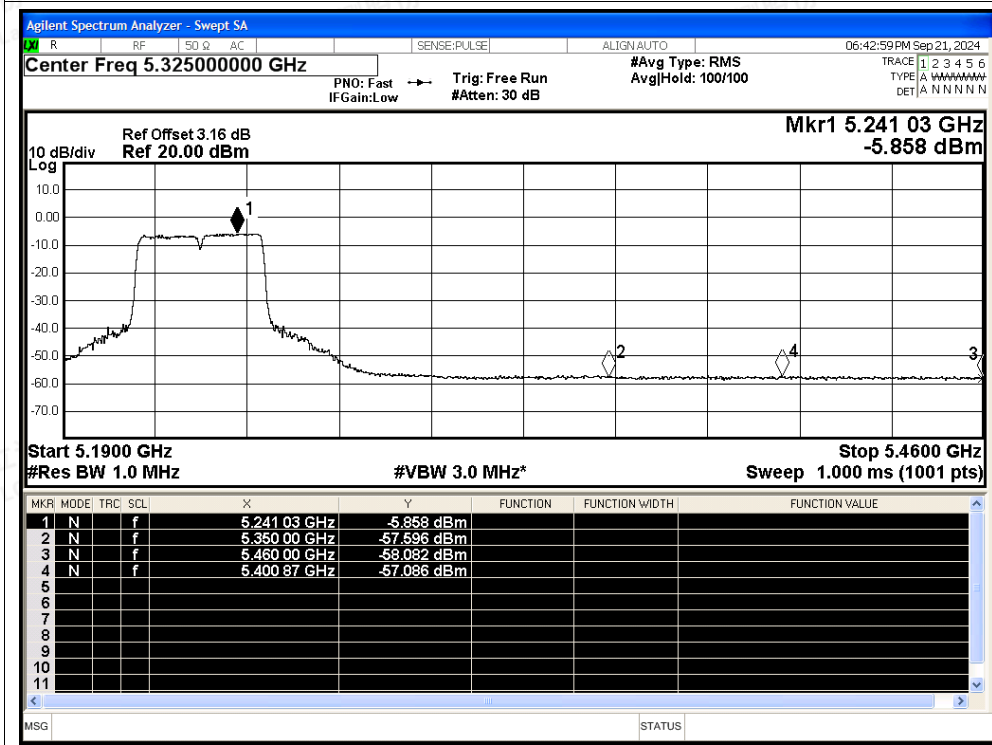 Agilent Spectrum Analyzer - Swept SA
LXI R RF 50 Ω AC SENSE:PULSE ALIGN AUTO 06:42:59 PM Sep 21, 2024
Center Freq 5.325000000 GHz #Avg Type: RMS TRACE 1 2 3 4 5 6
PNO: Fast Trig: Free Run Avg|Hold: 100/100 TYPE A
IFGain:Low #Atten: 30 dB DET A N N N N N
Mkr1 5.241 03 GHz
Ref Offset 3.16 dB
10 dB/div Ref 20.00 dBm -5.858 dBm
Log
10.0
0.00
-10.0
-20.0
-30.0
-40.0
-50.0
-60.0
-70.0
1
2
4
3
Start 5.1900 GHz Stop 5.4600 GHz
#Res BW 1.0 MHz #VBW 3.0 MHz* Sweep 1.000 ms (1001 pts)
MKR MODE TRC SCL X Y FUNCTION FUNCTION WIDTH FUNCTION VALUE
1 N f 5.241 03 GHz -5.858 dBm
2 N f 5.350 00 GHz -57.596 dBm
3 N f 5.460 00 GHz -58.082 dBm
4 N f 5.400 87 GHz -57.086 dBm
5
6
7
8
9
10
11
MSG STATUS